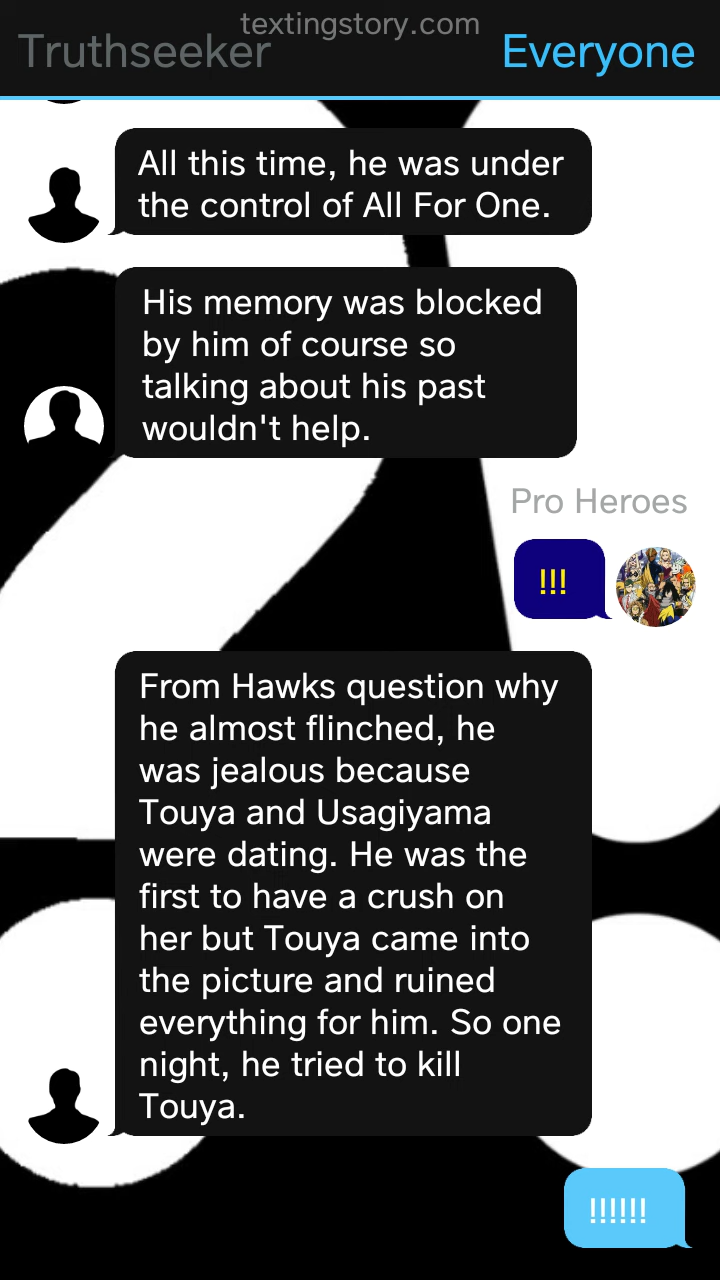 textingstory.com
Truthseeker
Everyone
All this time, he was under
the control of All For One.
His memory was blocked
by him of course so
talking about his past
wouldn't help.
Pro Heroes
!!!
From Hawks question why
he almost flinched, he
was jealous because
Touya and Usagiyama
were dating. He was the
first to have a crush on
her but Touya came into
the picture and ruined
everything for him. So one
night, he tried to kill
Touya.
!!!!!!